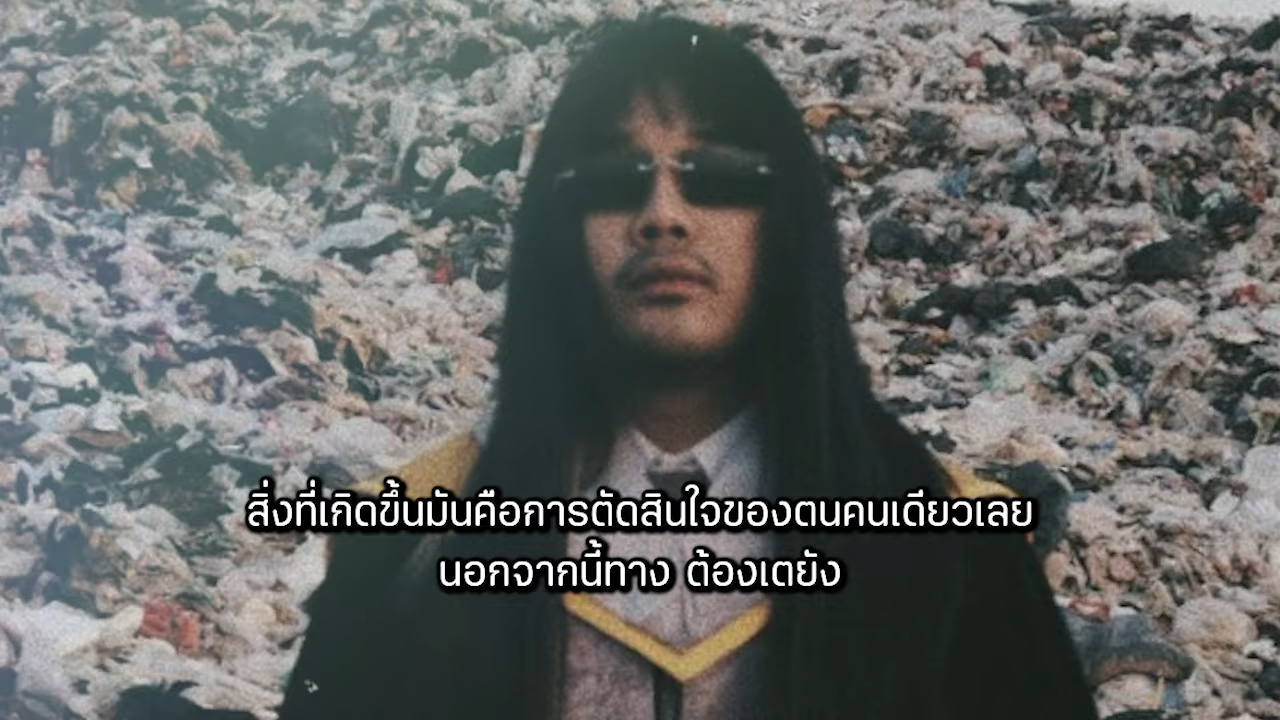 สิ่งที่เกิดขึ้นมันคือการตัดสินใจของตนคนเดียวเลย
นอกจากนี้ทาง ต้องเตยัง